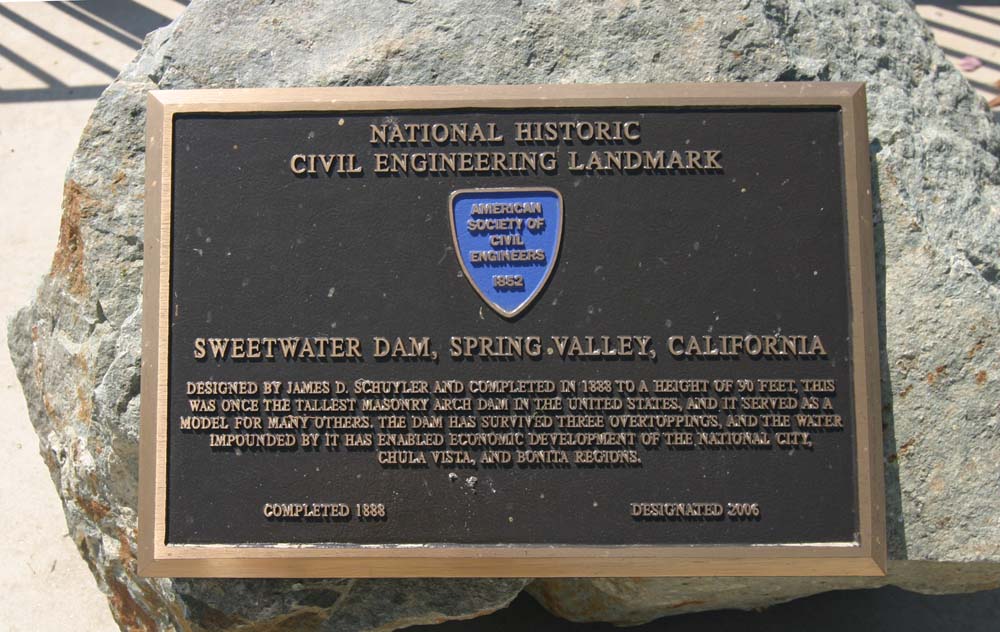 NATIONAL HISTORIC
CIVIL ENGINEERING LANDMARK
AMERICAN
SOCIETY OF
CIVIL
ENGINEERS
1852
SWEETWATER DAM, SPRING VALLEY, CALIFORNIA
DESIGNED BY JAMES D. SCHUYLER AND COMPLETED IN 1888 TO A HEIGHT OF 90 FEET, THIS
WAS ONCE THE TALLEST MASONRY ARCH DAM IN THE UNITED STATES, AND IT SERVED AS A
MODEL FOR MANY OTHERS. THE DAM HAS SURVIVED THREE OVERTOPPINGS, AND THE WATER
IMPOUNDED BY IT HAS ENABLED ECONOMIC DEVELOPMENT OF THE NATIONAL CITY,
CHULA VISTA, AND BONITA REGIONS.
COMPLETED 1888
DESIGNATED 2006